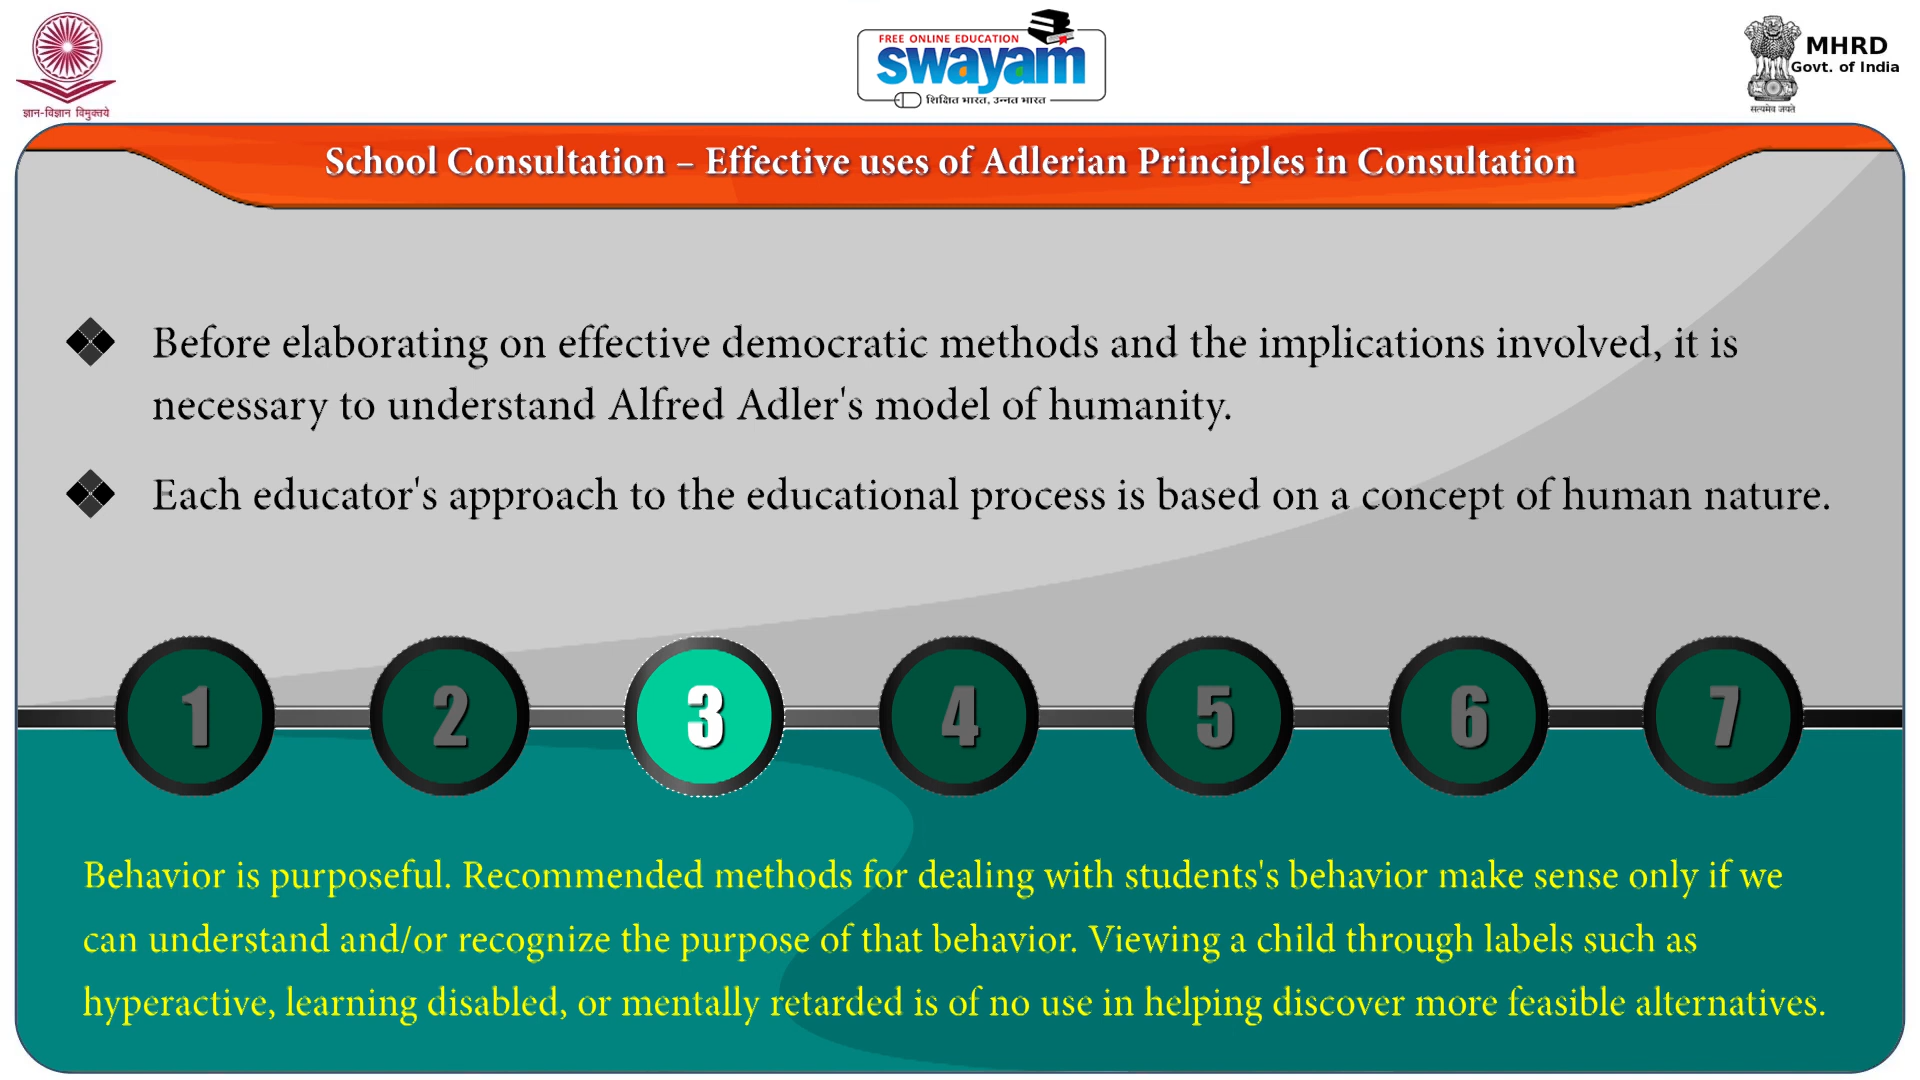 ज्ञान-विज्ञान विमुक्तये
FREE ONLINE EDUCATION
swayam
शिक्षित भारत, उन्नत भारत
MHRD
Govt. of India
सत्यमेव जयते
School Consultation – Effective uses of Adlerian Principles in Consultation
Before elaborating on effective democratic methods and the implications involved, it is
necessary to understand Alfred Adler's model of humanity.
Each educator's approach to the educational process is based on a concept of human nature.
1 2 3 4 5 6 7
Behavior is purposeful. Recommended methods for dealing with students's behavior make sense only if we
can understand and/or recognize the purpose of that behavior. Viewing a child through labels such as
hyperactive, learning disabled, or mentally retarded is of no use in helping discover more feasible alternatives.